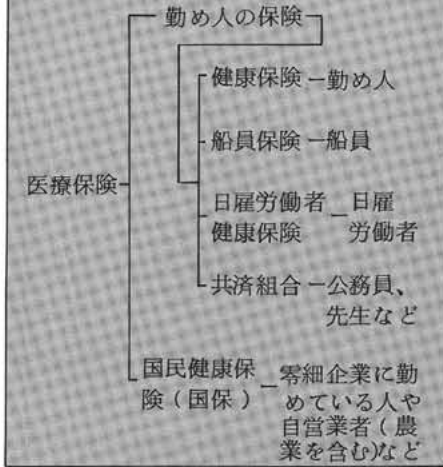 勤め人の保険
健康保険－勤め人
船員保険－船員
医療保険
日雇労働者
健康保険
－日雇
労働者
共済組合－公務員、
先生など
国民健康保
険（国保）
－零細企業に勤
めている人や
自営業者（農
業を含む）など